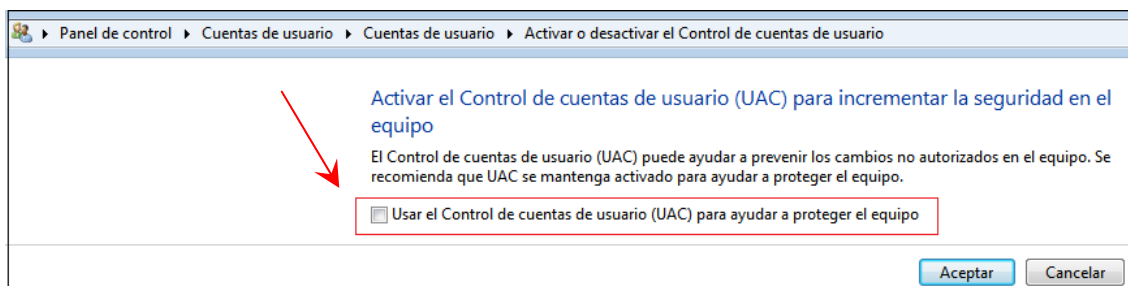 Panel de control ▸ Cuentas de usuario ▸ Cuentas de usuario ▸ Activar o desactivar el Control de cuentas de usuario
Activar el Control de cuentas de usuario (UAC) para incrementar la seguridad en el
equipo
El Control de cuentas de usuario (UAC) puede ayudar a prevenir los cambios no autorizados en el equipo. Se
recomienda que UAC se mantenga activado para ayudar a proteger el equipo.
Usar el Control de cuentas de usuario (UAC) para ayudar a proteger el equipo
Aceptar Cancelar